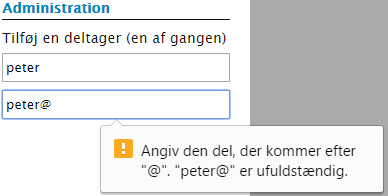 Administration
Tilføj en deltager (en af gangen)
peter
peter@
Angiv den del, der kommer efter
"@". "peter@" er ufuldstændig.